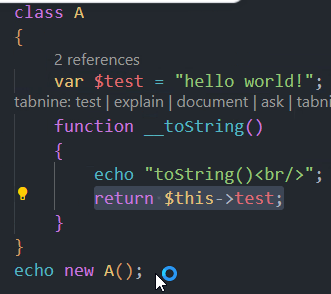 class A
{
2 references
var $test = "hello world!";
tabnine: test | explain | document | ask | tabni
function __toString()
{
echo "toString()<br/>";
return $this->test;
}
}
echo new A();